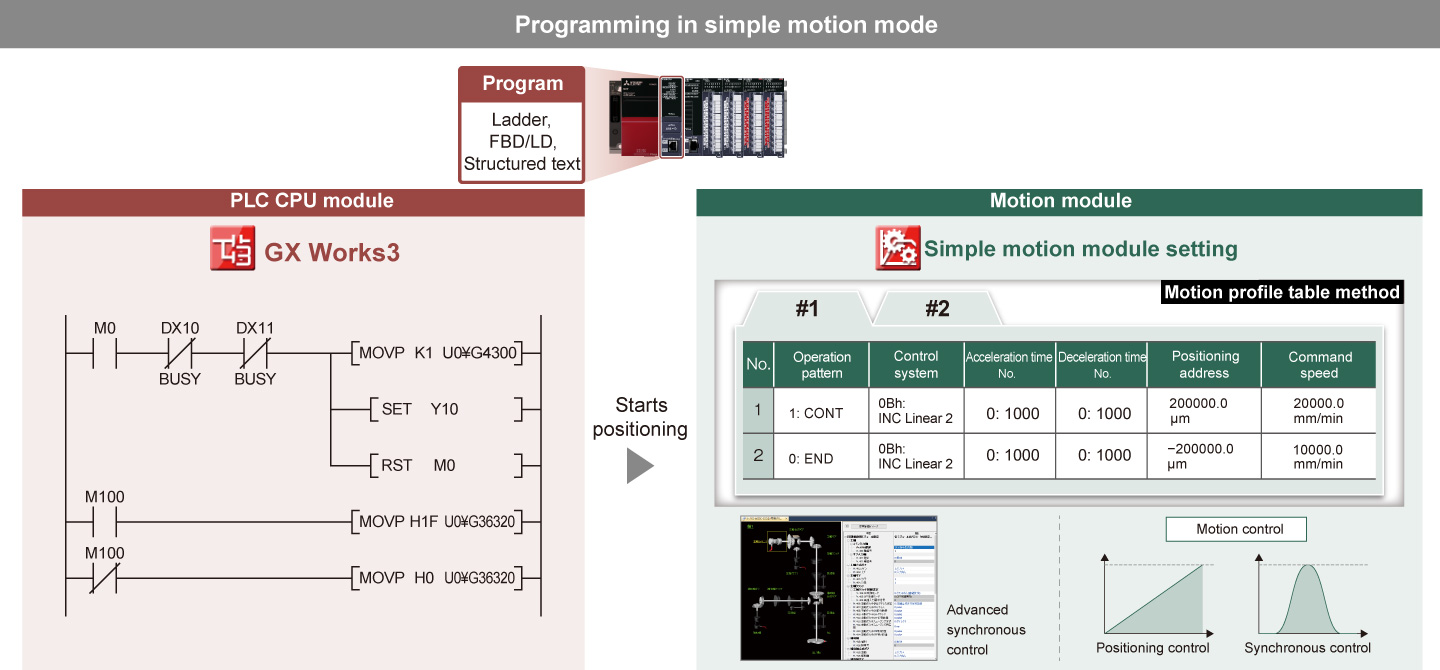 Programming in simple motion mode
Program
Ladder,
FBD/LD,
Structured text
PLC CPU module
GX Works3
M0
DX10
DX11
BUSY
BUSY
MOVP K1 U0¥G4300
SET Y10
RST M0
M100
MOVP H1F U0¥G36320
M100
MOVP H0 U0¥G36320
Starts
positioning
Motion module
Simple motion module setting
Motion profile table method
#1
#2
No.
Operation
pattern
Control
system
Acceleration time
No.
Deceleration time
No.
Positioning
address
Command
speed
1
1: CONT
0Bh:
INC Linear 2
0: 1000
0: 1000
200000.0
µm
20000.0
mm/min
2
0: END
0Bh:
INC Linear 2
0: 1000
0: 1000
−200000.0
µm
10000.0
mm/min
Advanced
synchronous
control
Motion control
Positioning control
Synchronous control